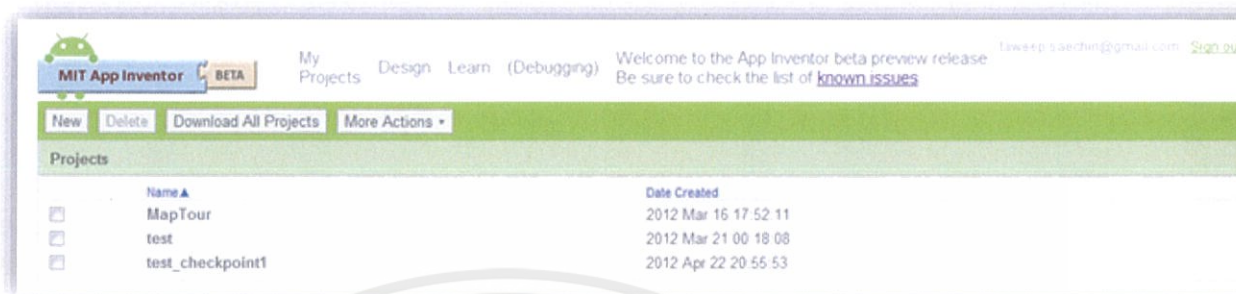 MIT App Inventor BETA
My Projects Design Learn (Debugging)
Welcome to the App Inventor beta preview release
Be sure to check the list of known issues
New Delete Download All Projects More Actions
Projects
Name Date Created
MapTour 2012 Mar 16 17:52:11
test 2012 Mar 21 00:18:08
test_checkpoint1 2012 Apr 22 20:55:53